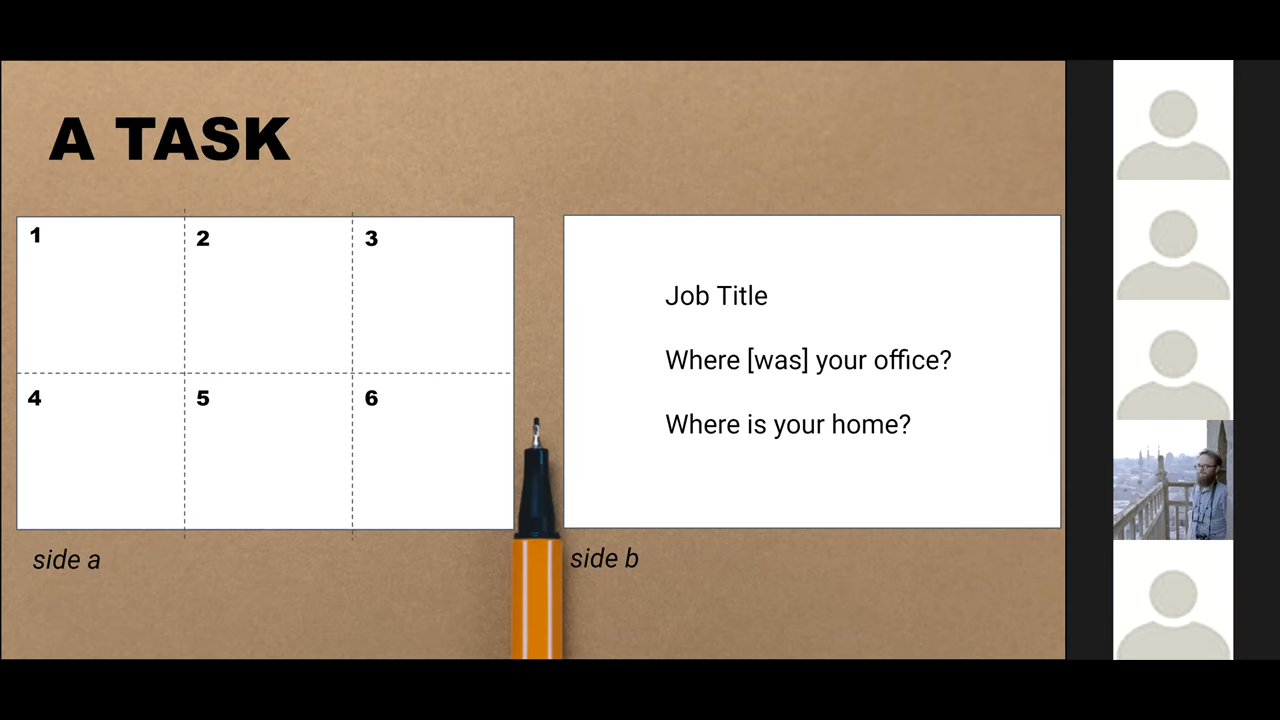 A TASK
1
2
3
4
5
6
side a
Job Title
Where [was] your office?
Where is your home?
side b